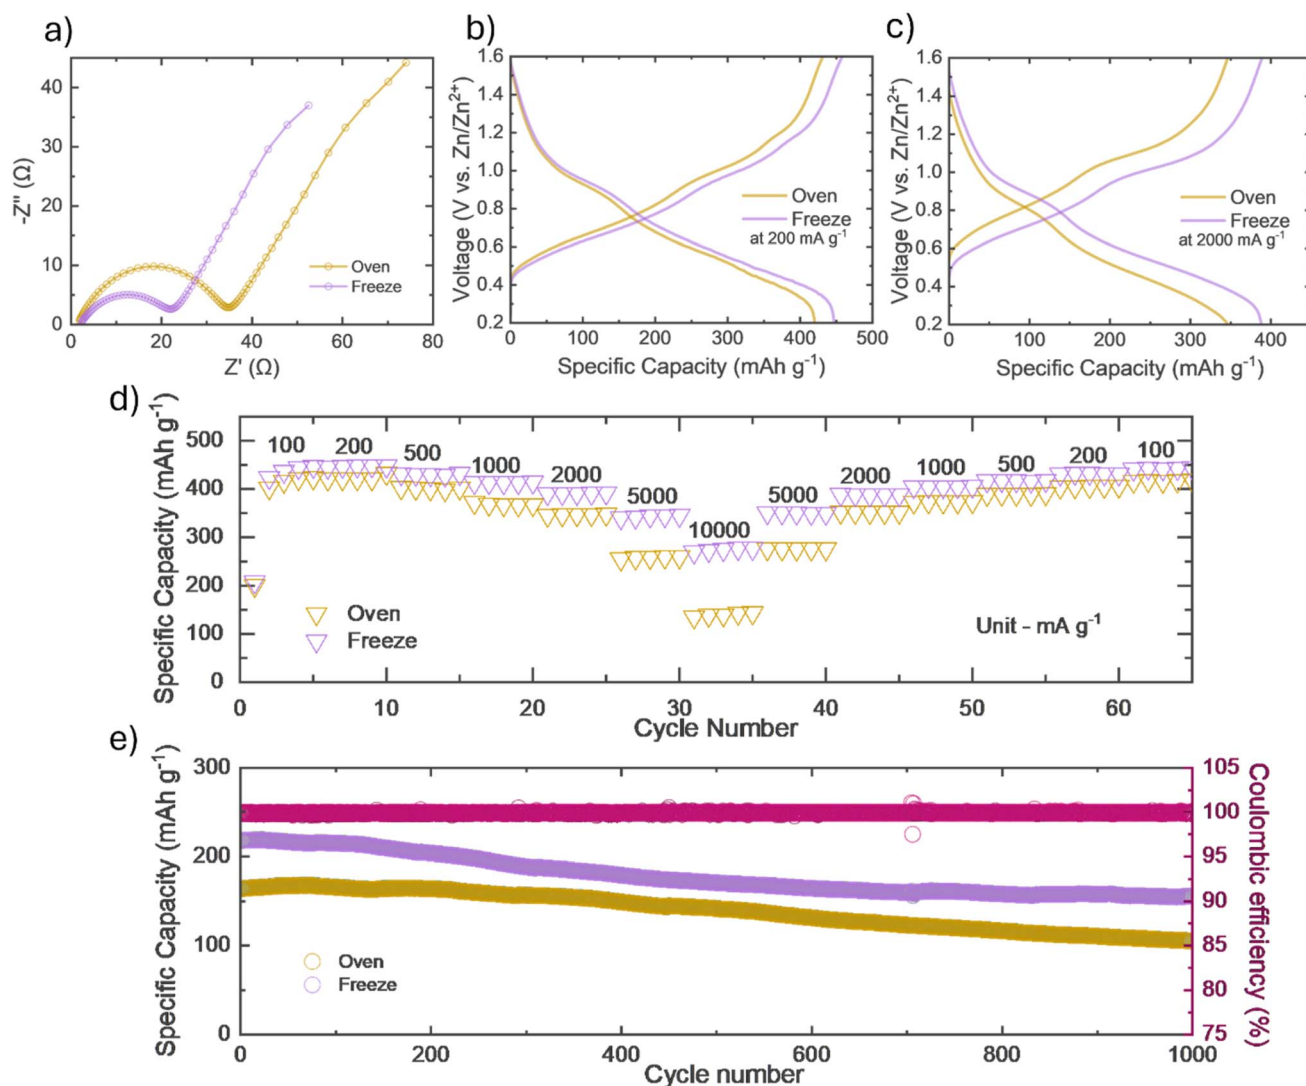 a)
40
30
20
10
0
-Z" (Ω)
Oven
Freeze
0 20 40 60 80
Z' (Ω)
b)
1.6
1.4
1.2
1.0
0.8
0.6
0.4
0.2
Voltage (V vs. Zn/Zn²⁺)
Oven
Freeze
at 200 mA g⁻¹
0 100 200 300 400 500
Specific Capacity (mAh g⁻¹)
c)
1.6
1.4
1.2
1.0
0.8
0.6
0.4
0.2
Voltage (V vs. Zn/Zn²⁺)
Oven
Freeze
at 2000 mA g⁻¹
0 100 200 300 400
Specific Capacity (mAh g⁻¹)
d)
500
400
300
200
100
0
Specific Capacity (mAh g⁻¹)
100 200 500 1000 2000 5000 10000 5000 2000 1000 500 200 100
Oven
Freeze
Unit – mA g⁻¹
0 10 20 30 40 50 60
Cycle Number
e)
300
200
100
0
Specific Capacity (mAh g⁻¹)
Oven
Freeze
105
100
95
90
85
80
75
Coulombic efficiency (%)
0 200 400 600 800 1000
Cycle number